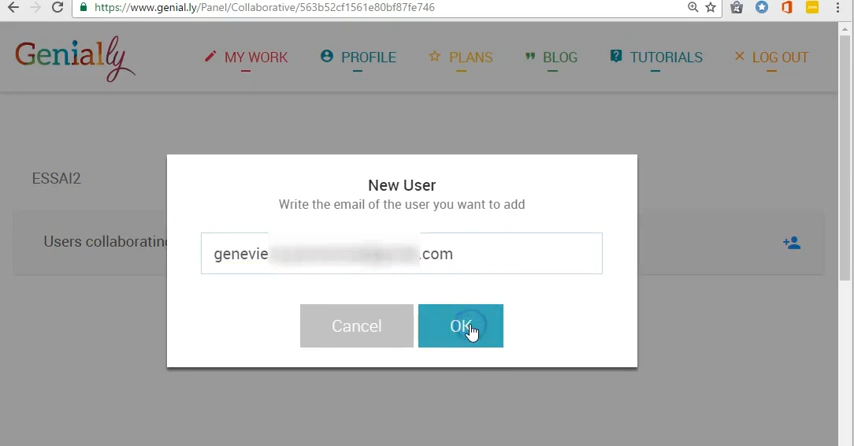 https://www.genial.ly/Panel/Collaborative/563b52cf1561e80bf87fe746
Genially
MY WORK
PROFILE
PLANS
BLOG
TUTORIALS
LOG OUT
ESSAI2
New User
Write the email of the user you want to add
Users collaborating
genevie
.com
Cancel
OK